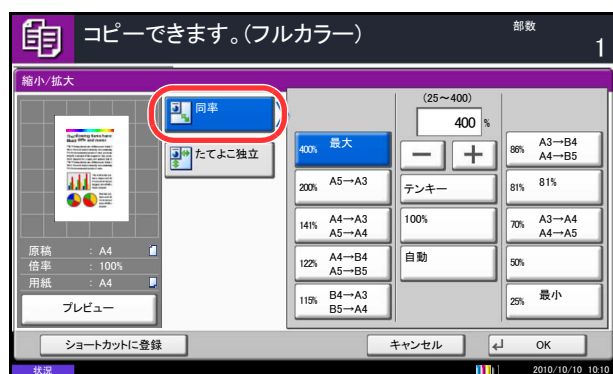 コピーできます。(フルカラー)
部数
1
縮小/拡大
原稿 : A4
倍率 : 100%
用紙 : A4
プレビュー
同率
たてよこ独立
400% 最大
200% A5→A3
141% A4→A3
A5→A4
122% A4→B4
A5→B5
115% B4→A3
B5→A4
(25～400)
400 %
テンキー
100%
自動
86% A3→B4
A4→B5
81% 81%
70% A3→A4
A4→A5
50%
25% 最小
ショートカットに登録
キャンセル
OK
状況
2010/10/10 10:10